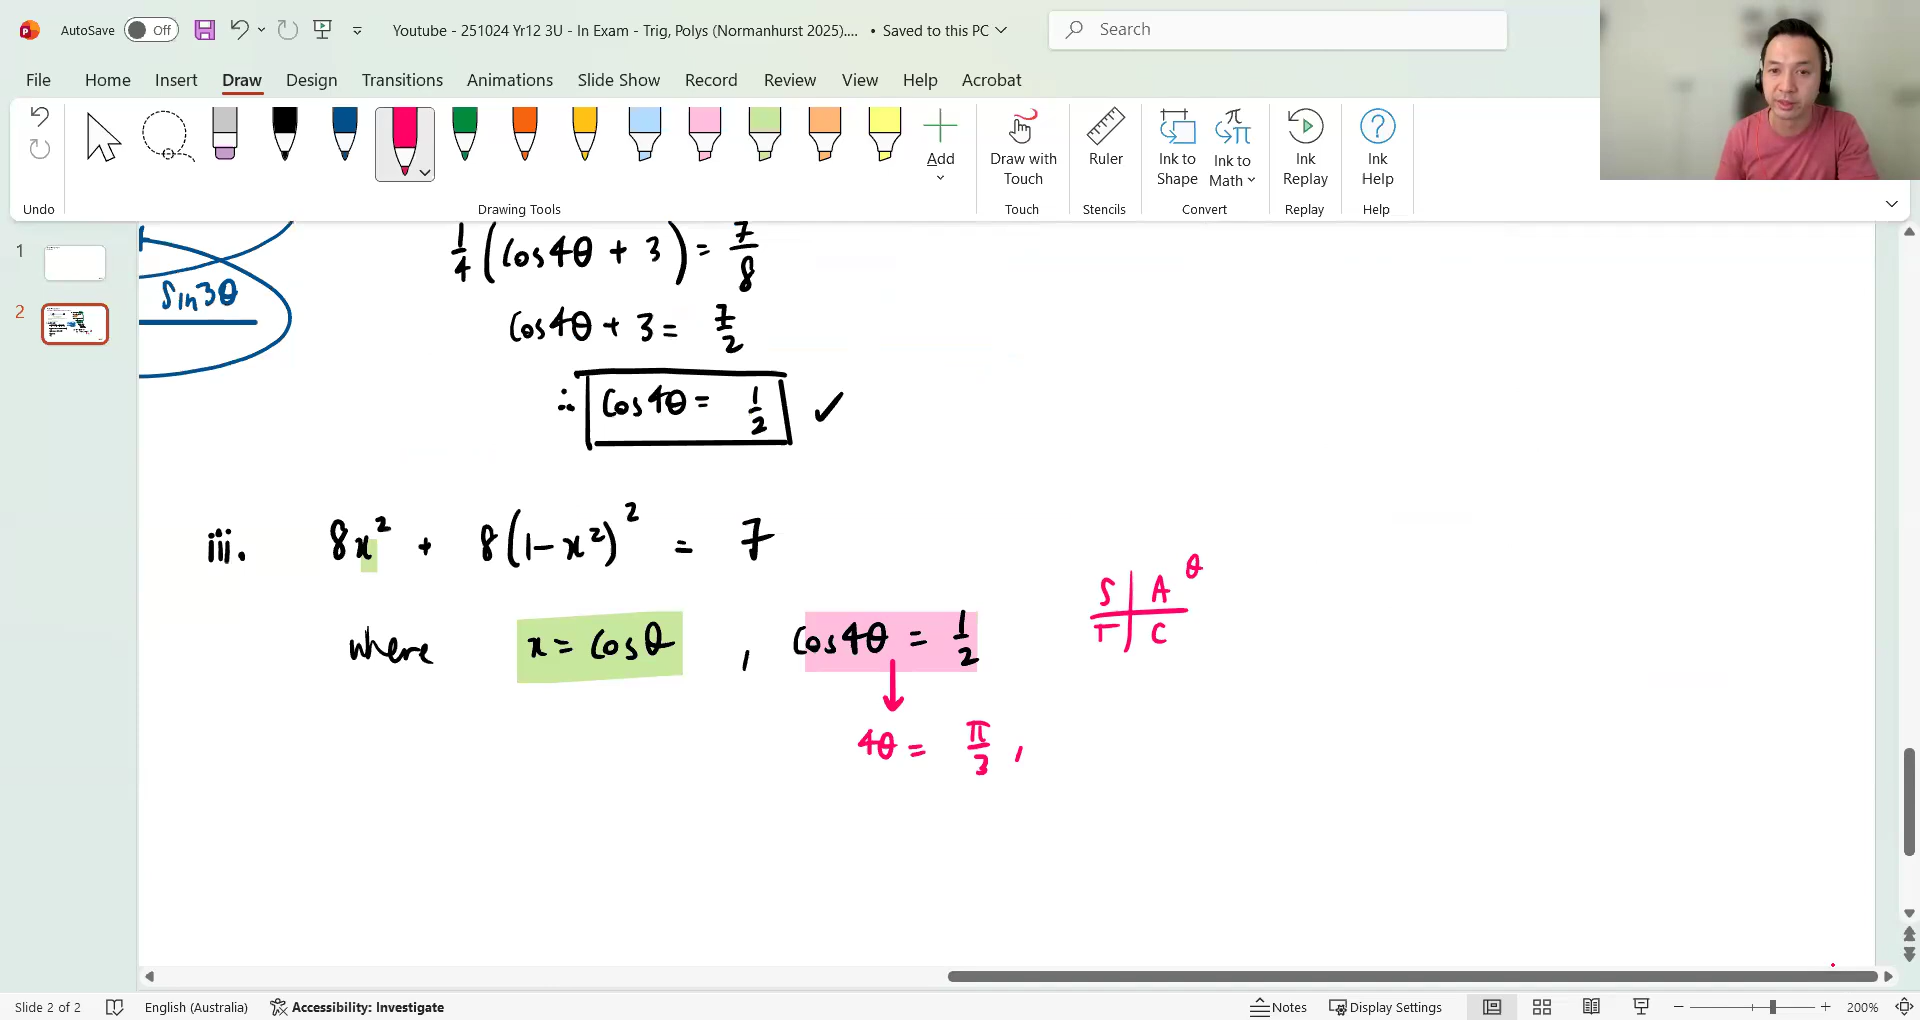 AutoSave Off Youtube - 251024 Yr12 3U - In Exam - Trig, Polys (Normanhurst 2025).... • Saved to this PC Search
File Home Insert Draw Design Transitions Animations Slide Show Record Review View Help Acrobat
Add Draw with Touch Ruler Ink to Shape Ink to Math Ink Replay Ink Help
Undo Drawing Tools Touch Stencils Convert Replay Help
1
2
sin3θ
1/4 (cos4θ + 3) = 7/8
cos4θ + 3 = 7/2
∴ cos4θ = 1/2 ✓
iii. 8x² + 8(1-x²)² = 7
where x = cosθ , cos4θ = 1/2
S A θ
T C
4θ = π/3 ,
Slide 2 of 2 English (Australia) Accessibility: Investigate Notes Display Settings 200%